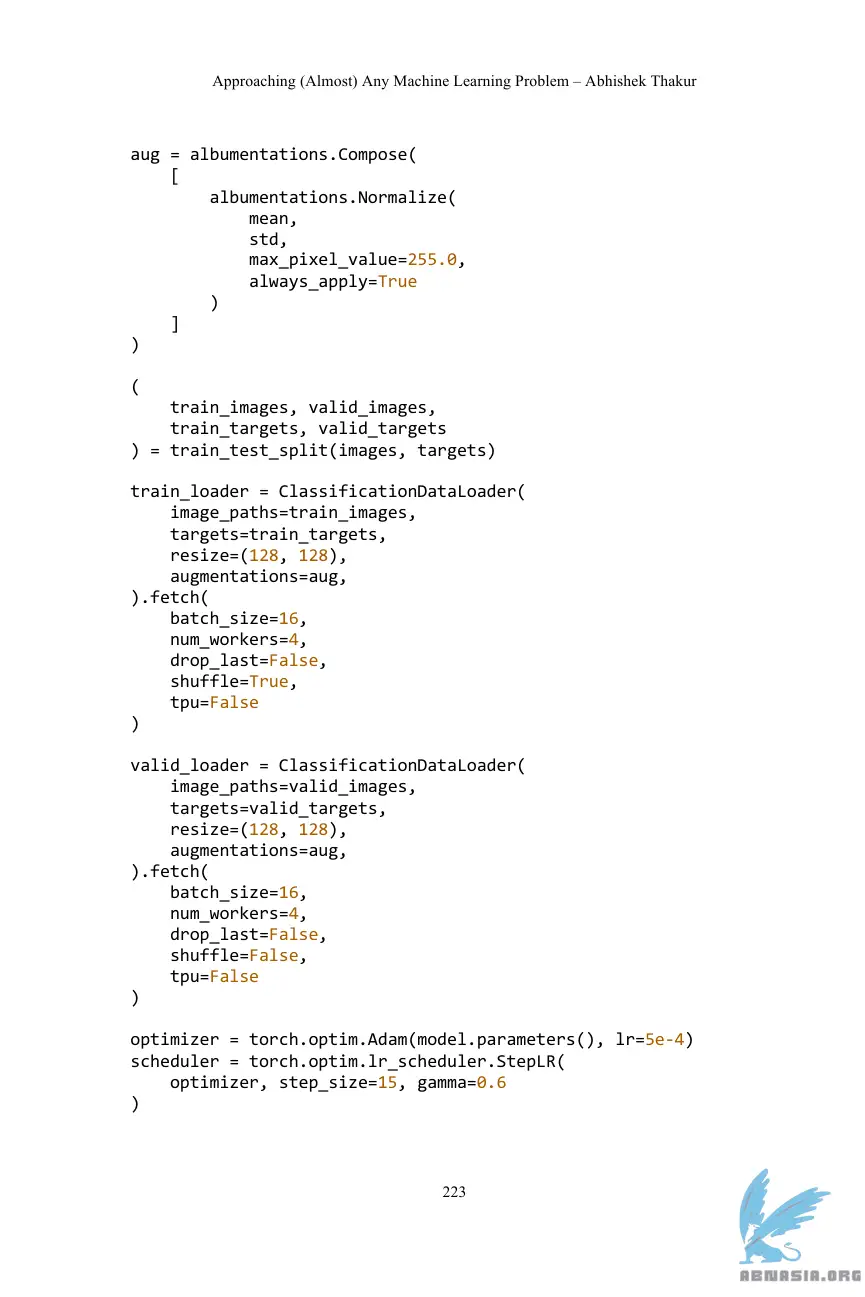 Approaching (Almost) Any Machine Learning Problem – Abhishek Thakur
aug = albumentations.Compose(
    [
        albumentations.Normalize(
            mean,
            std,
            max_pixel_value=255.0,
            always_apply=True
        )
    ]
)
(
    train_images, valid_images,
    train_targets, valid_targets
) = train_test_split(images, targets)
train_loader = ClassificationDataLoader(
    image_paths=train_images,
    targets=train_targets,
    resize=(128, 128),
    augmentations=aug,
).fetch(
    batch_size=16,
    num_workers=4,
    drop_last=False,
    shuffle=True,
    tpu=False
)
valid_loader = ClassificationDataLoader(
    image_paths=valid_images,
    targets=valid_targets,
    resize=(128, 128),
    augmentations=aug,
).fetch(
    batch_size=16,
    num_workers=4,
    drop_last=False,
    shuffle=False,
    tpu=False
)
optimizer = torch.optim.Adam(model.parameters(), lr=5e-4)
scheduler = torch.optim.lr_scheduler.StepLR(
    optimizer, step_size=15, gamma=0.6
)
223
ABNASIA.ORG